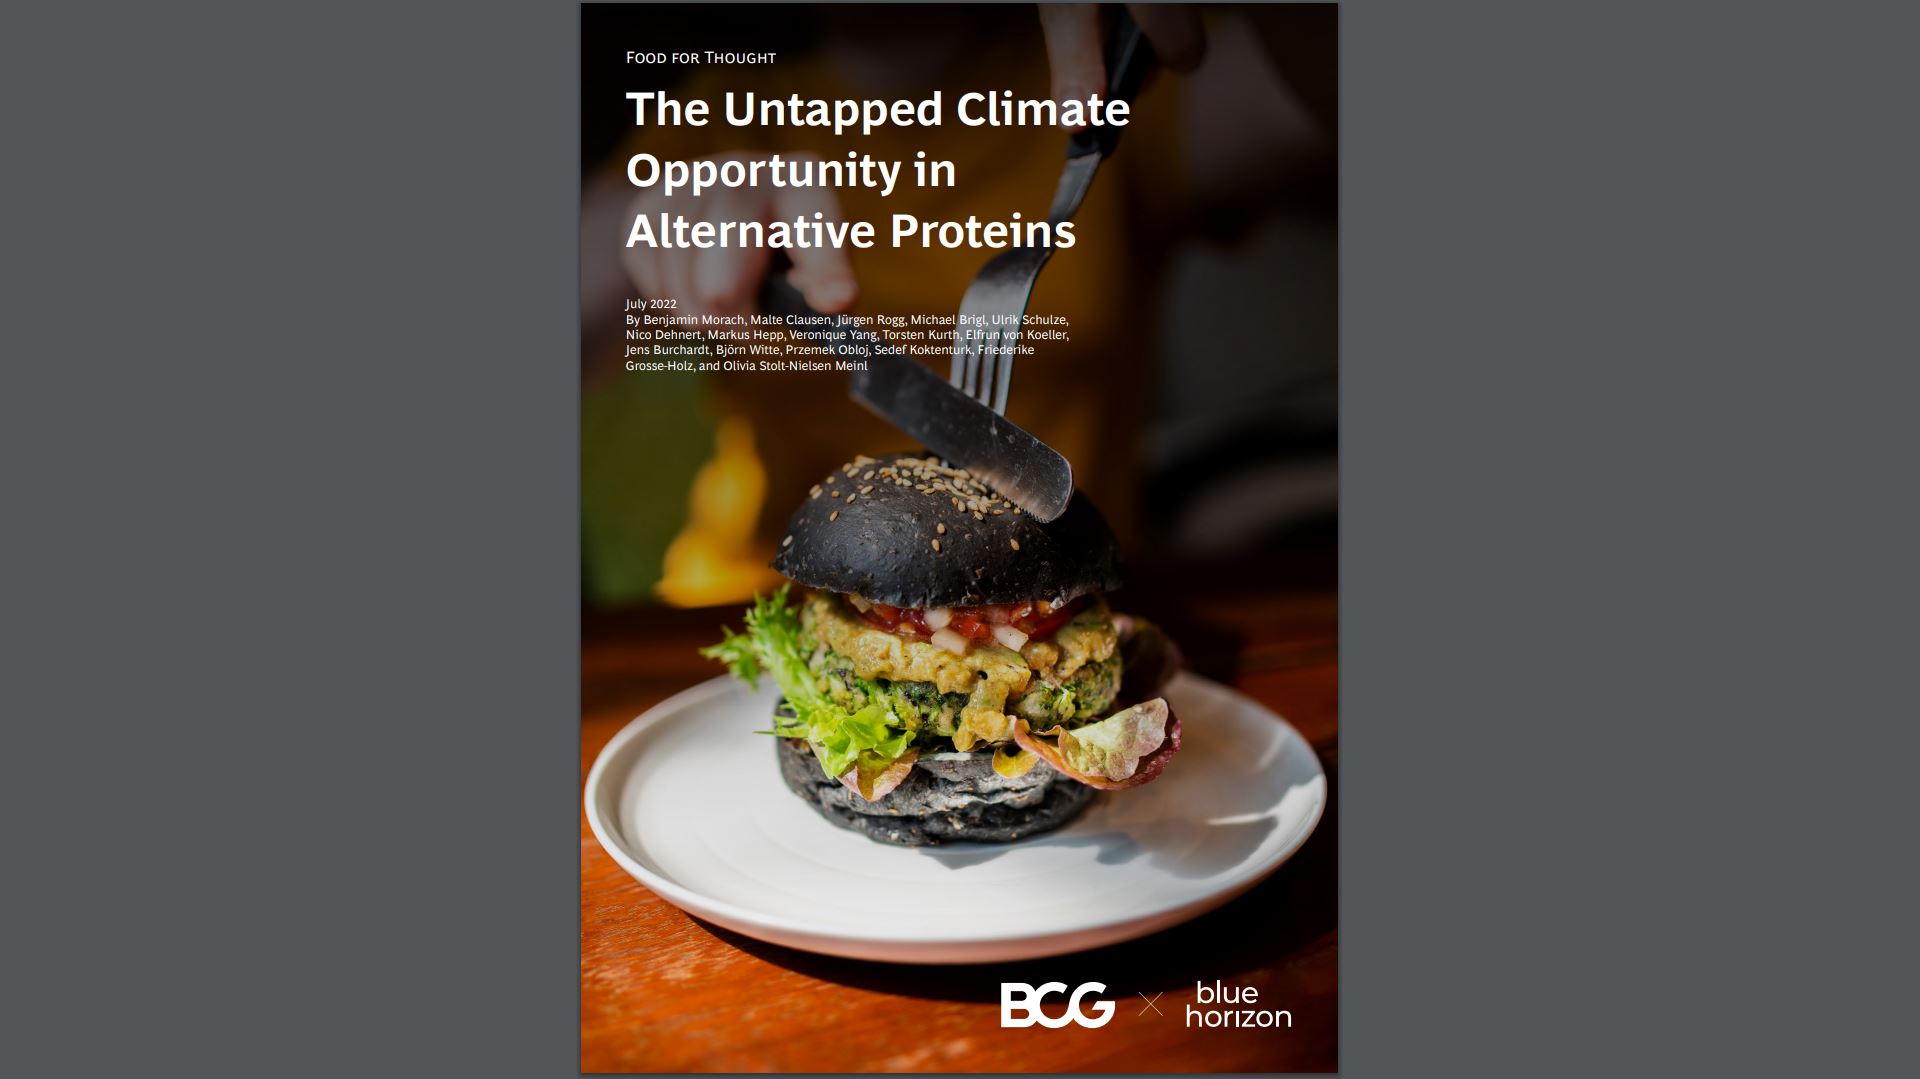 Food for Thought
The Untapped Climate
Opportunity in
Alternative Proteins
July 2022
By Benjamin Morach, Malte Clausen, Jürgen Rogg, Michael Brigl, Ulrik Schulze,
Nico Dehnert, Markus Hepp, Veronique Yang, Torsten Kurth, Elfrun von Koeller,
Jens Burchardt, Björn Witte, Przemek Obloj, Sedef Koktenturk, Friederike
Grosse-Holz, and Olivia Stolt-Nielsen Meinl
BCG × blue
horizon